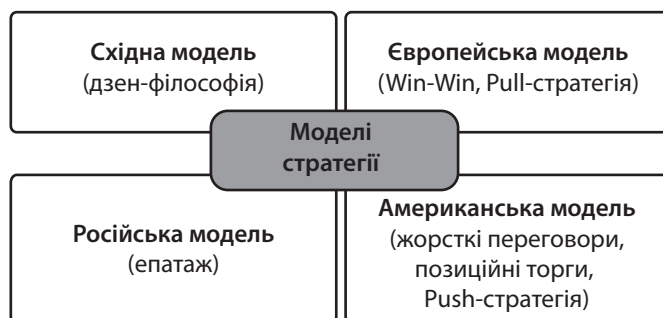 Східна модель
(дзен-філософія)
Європейська модель
(Win-Win, Pull-стратегія)
Моделі
стратегії
Російська модель
(епатаж)
Американська модель
(жорсткі переговори,
позиційні торги,
Push-стратегія)